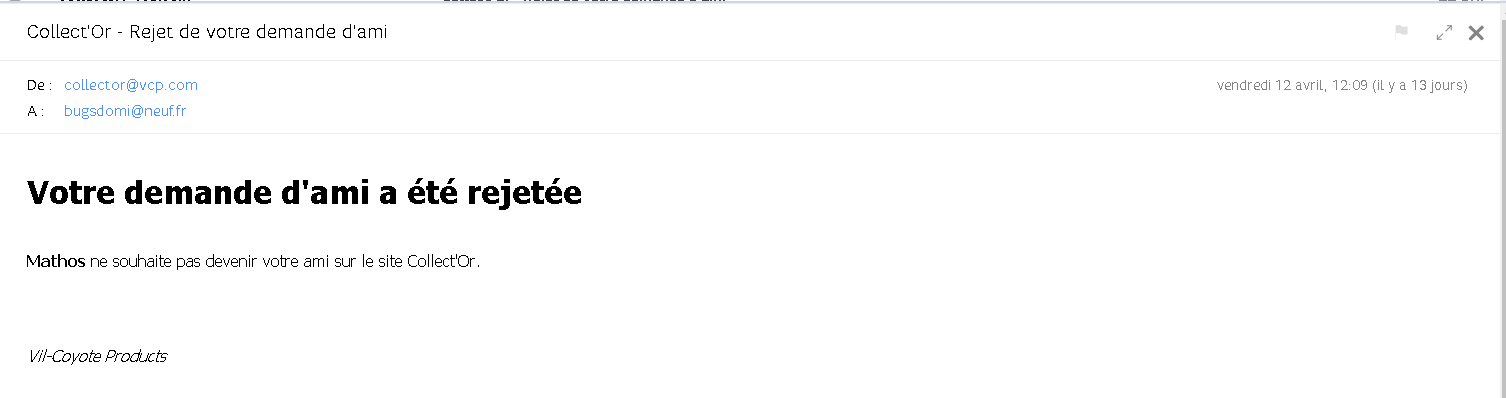 Collect'Or - Rejet de votre demande d'ami
De : collector@vcp.com vendredi 12 avril, 12:09 (il y a 13 jours)
A : bugsdomi@neuf.fr
Votre demande d'ami a été rejetée
Mathos ne souhaite pas devenir votre ami sur le site Collect'Or.
Vil-Coyote Products